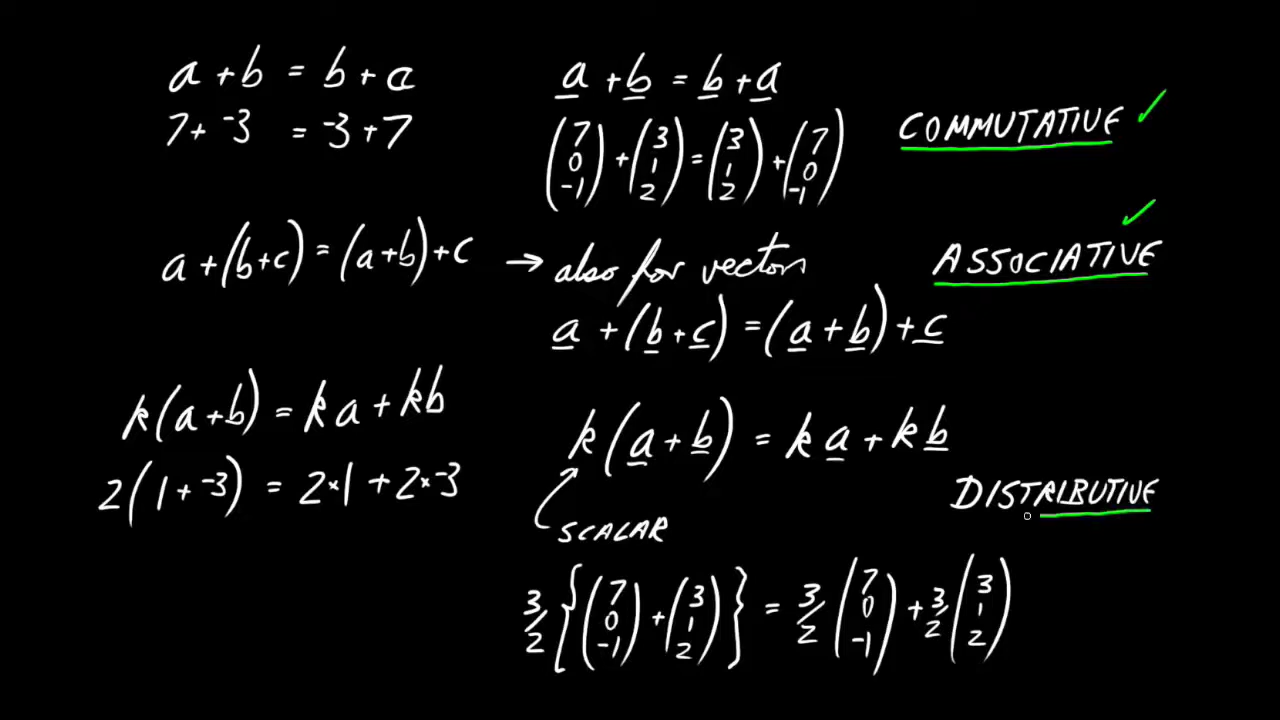 a + b = b + a
7 + -3 = -3 + 7
a + b = b + a
(7 0 -1) + (3 1 2) = (3 1 2) + (7 0 -1)
COMMUTATIVE ✓
a + (b+c) = (a+b) + c → also for vectors
ASSOCIATIVE ✓
a + (b + c) = (a + b) + c
k(a+b) = ka + kb
2(1 + -3) = 2×1 + 2×-3
k(a + b) = ka + kb
SCALAR
DISTRIBUTIVE
3/2 {(7 0 -1) + (3 1 2)} = 3/2 (7 0 -1) + 3/2 (3 1 2)